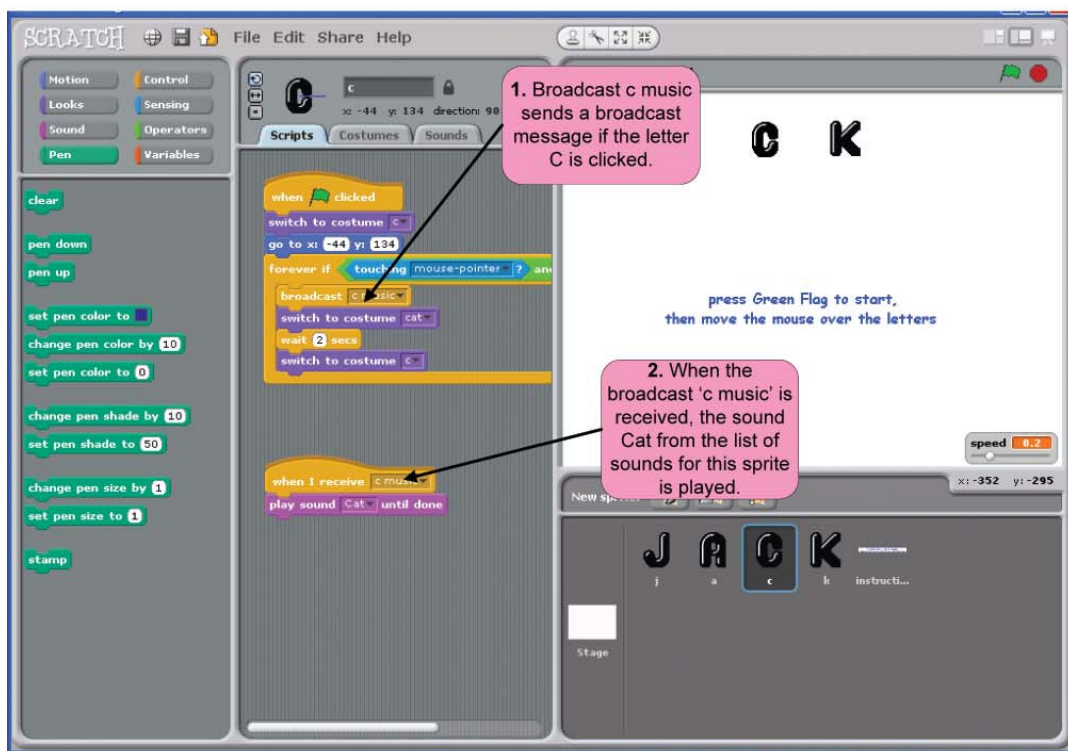 SCRATCH File Edit Share Help
Motion Control
Looks Sensing
Sound Operators
Pen Variables
clear
pen down
pen up
set pen color to
change pen color by 10
set pen color to 0
change pen shade by 10
set pen shade to 50
change pen size by 1
set pen size to 1
stamp
C
c
x: -44 y: 134 direction: 90
Scripts Costumes Sounds
when clicked
switch to costume c
go to x: -44 y: 134
forever if touching mouse-pointer ? and
broadcast c music
switch to costume cat
wait 2 secs
switch to costume c
when I receive c music
play sound Cat until done
1. Broadcast c music
sends a broadcast
message if the letter
C is clicked.
C K
press Green Flag to start,
then move the mouse over the letters
2. When the
broadcast ‘c music’ is
received, the sound
Cat from the list of
sounds for this sprite
is played.
speed 0.2
x: -352 y: -295
J A C K
j a c k instructi...
Stage